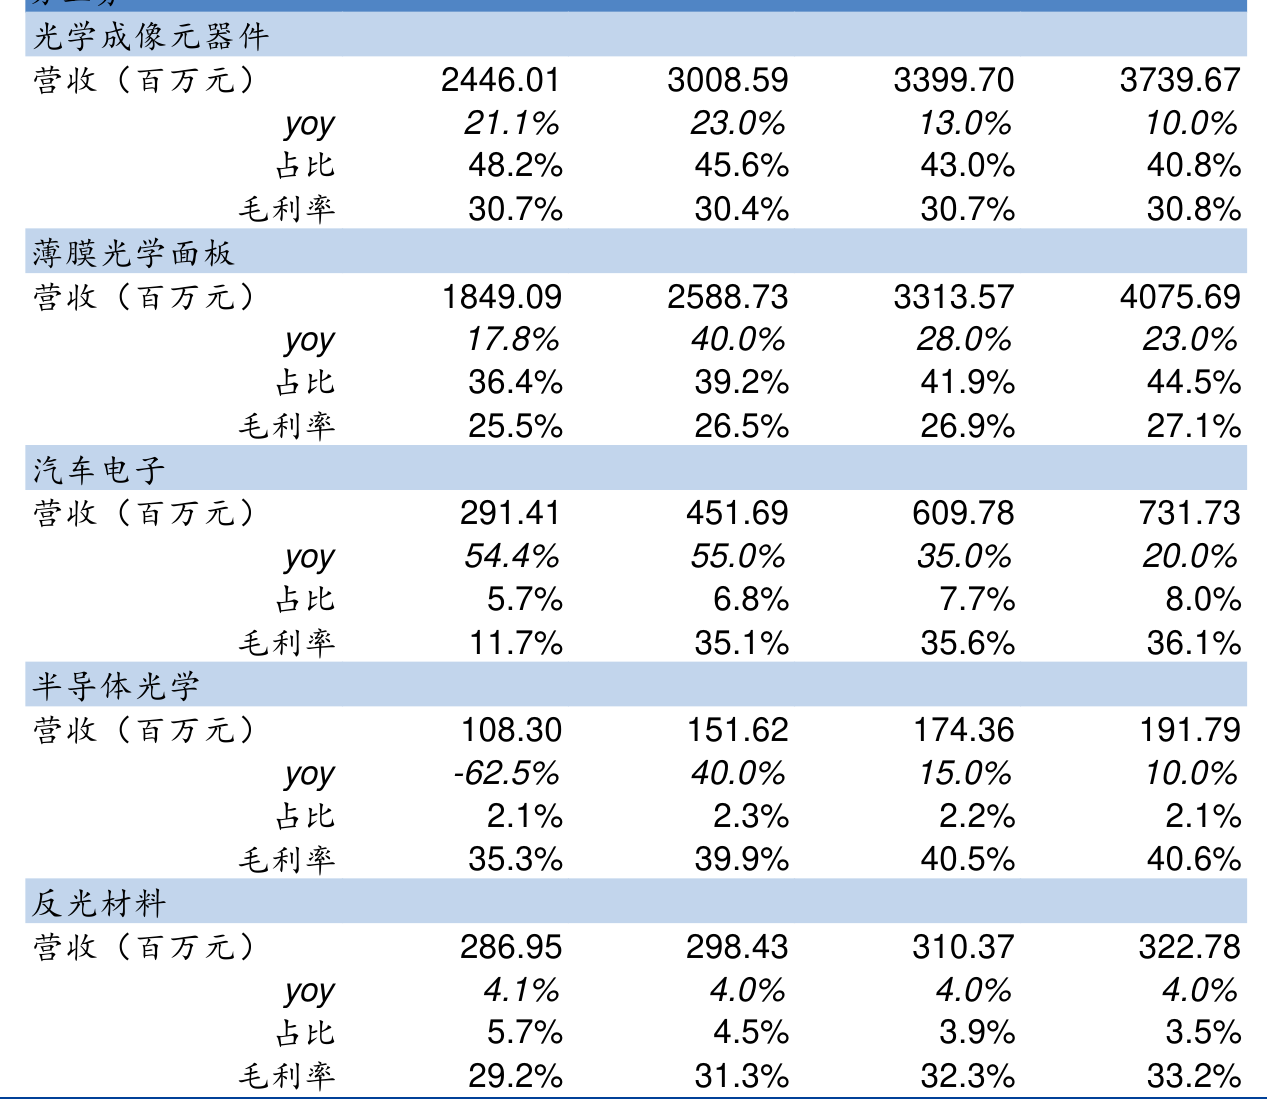 光学成像元器件
营收（百万元） 2446.01 3008.59 3399.70 3739.67
yoy 21.1% 23.0% 13.0% 10.0%
占比 48.2% 45.6% 43.0% 40.8%
毛利率 30.7% 30.4% 30.7% 30.8%
薄膜光学面板
营收（百万元） 1849.09 2588.73 3313.57 4075.69
yoy 17.8% 40.0% 28.0% 23.0%
占比 36.4% 39.2% 41.9% 44.5%
毛利率 25.5% 26.5% 26.9% 27.1%
汽车电子
营收（百万元） 291.41 451.69 609.78 731.73
yoy 54.4% 55.0% 35.0% 20.0%
占比 5.7% 6.8% 7.7% 8.0%
毛利率 11.7% 35.1% 35.6% 36.1%
半导体光学
营收（百万元） 108.30 151.62 174.36 191.79
yoy -62.5% 40.0% 15.0% 10.0%
占比 2.1% 2.3% 2.2% 2.1%
毛利率 35.3% 39.9% 40.5% 40.6%
反光材料
营收（百万元） 286.95 298.43 310.37 322.78
yoy 4.1% 4.0% 4.0% 4.0%
占比 5.7% 4.5% 3.9% 3.5%
毛利率 29.2% 31.3% 32.3% 33.2%